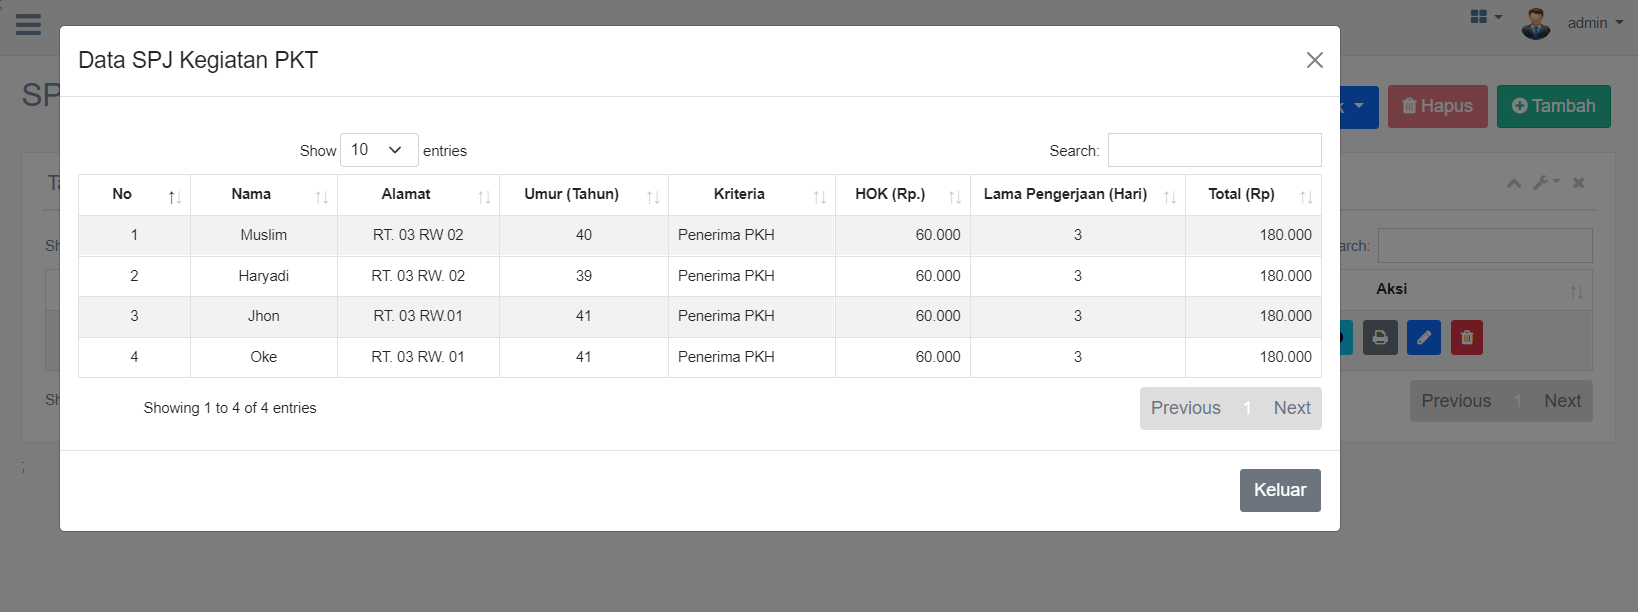 ;
admin
SP
Hapus
Tambah
Data SPJ Kegiatan PKT
Show 10 entries
Search:
No Nama Alamat Umur (Tahun) Kriteria HOK (Rp.) Lama Pengerjaan (Hari) Total (Rp)
1 Muslim RT. 03 RW 02 40 Penerima PKH 60.000 3 180.000
2 Haryadi RT. 03 RW. 02 39 Penerima PKH 60.000 3 180.000
3 Jhon RT. 03 RW.01 41 Penerima PKH 60.000 3 180.000
4 Oke RT. 03 RW. 01 41 Penerima PKH 60.000 3 180.000
Showing 1 to 4 of 4 entries
Previous 1 Next
Keluar
Sh
arch:
Aksi
Sh
Previous 1 Next
;